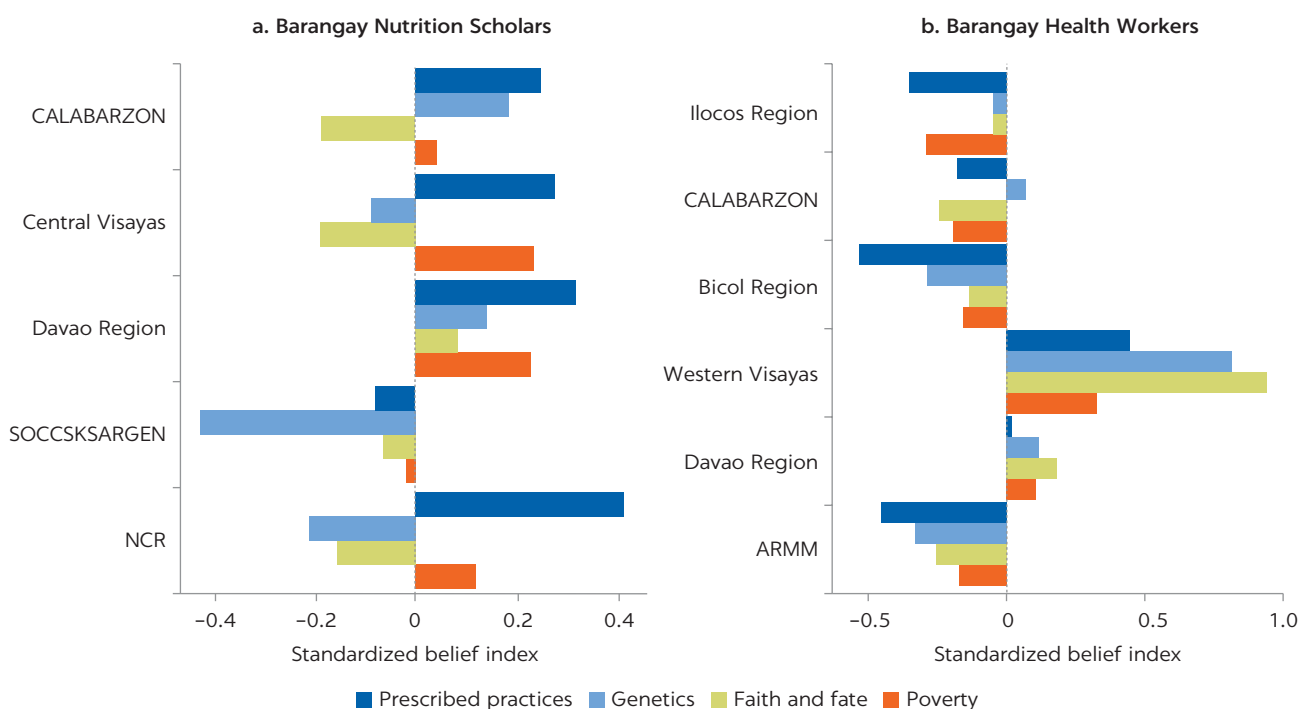 a. Barangay Nutrition Scholars
CALABARZON
Central Visayas
Davao Region
SOCCSKSARGEN
NCR
−0.4 −0.2 0 0.2 0.4
Standardized belief index
b. Barangay Health Workers
Ilocos Region
CALABARZON
Bicol Region
Western Visayas
Davao Region
ARMM
−0.5 0 0.5 1.0
Standardized belief index
Prescribed practices Genetics Faith and fate Poverty